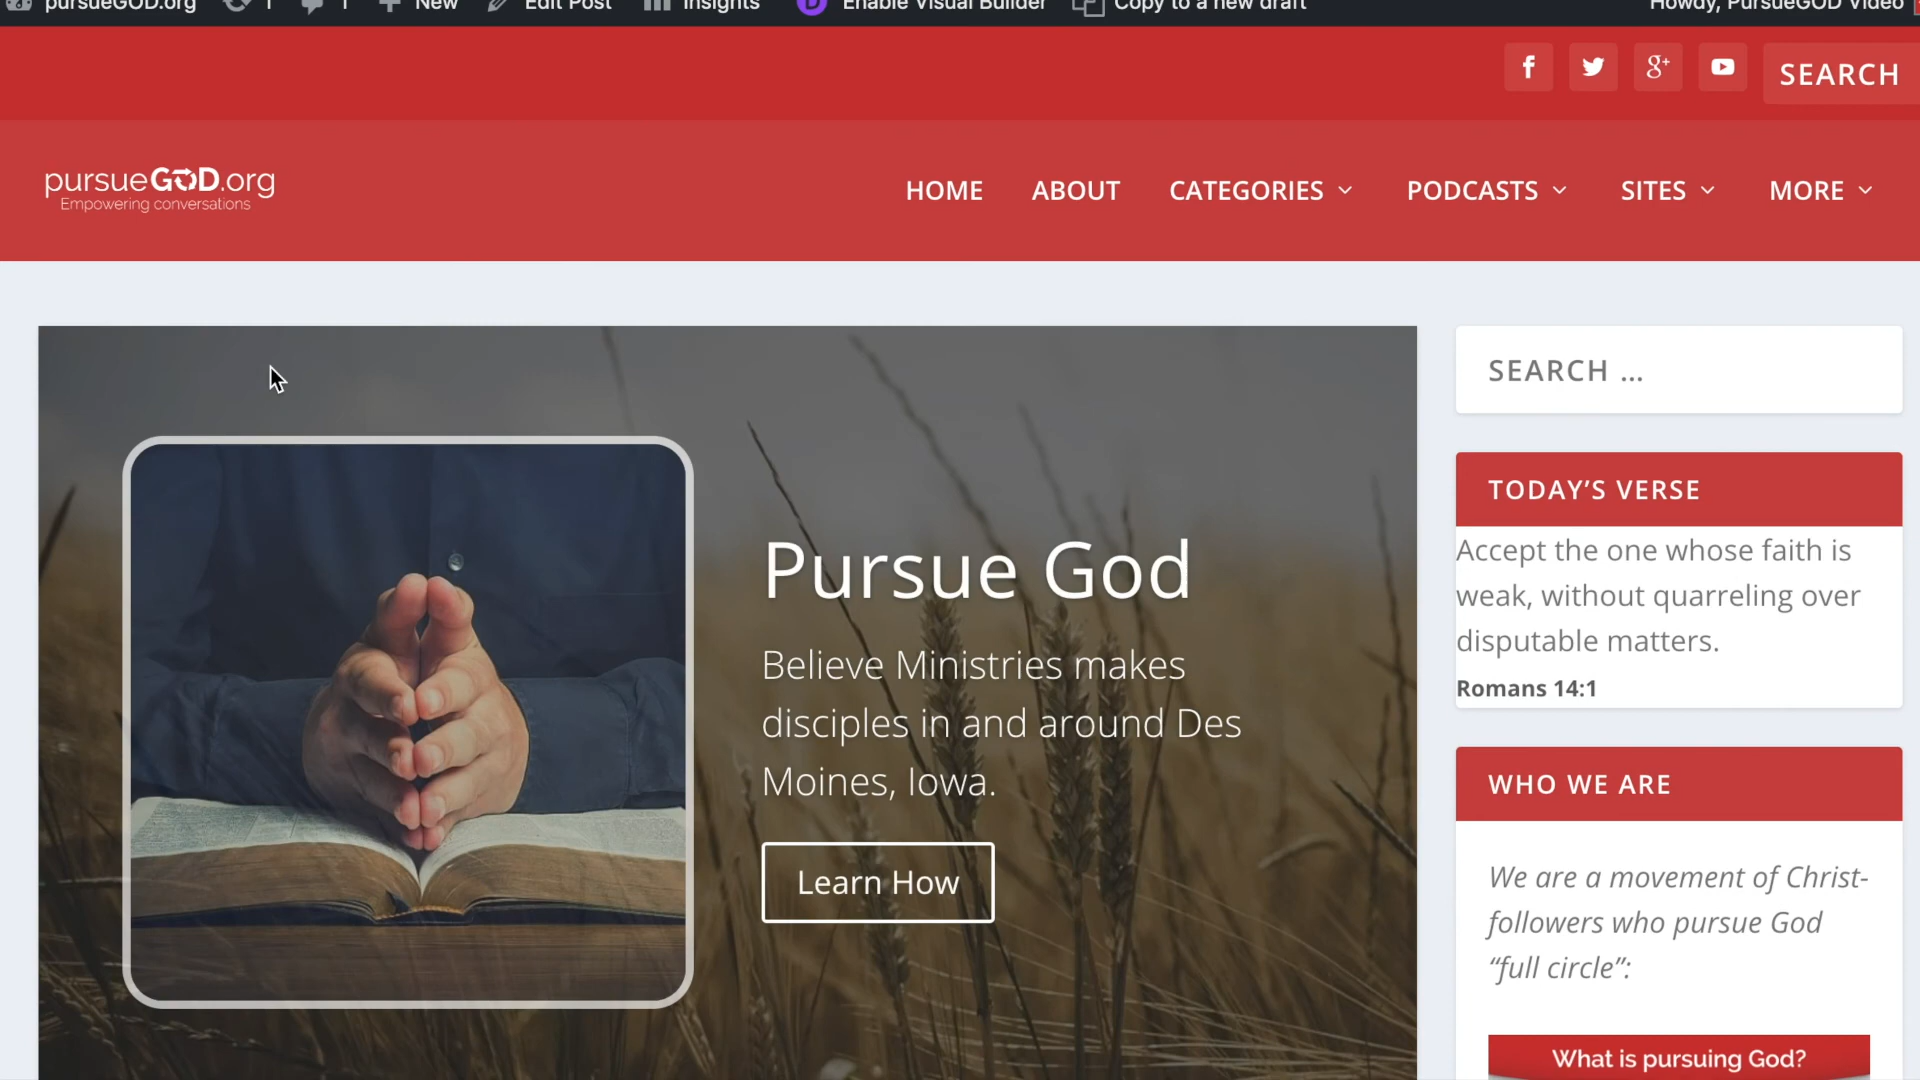 pursueGOD.org 1 1 New Edit Post Insights Enable Visual Builder Copy to a new draft Howdy, PursueGOD Video
SEARCH
pursueGOD.org
Empowering conversations
HOME ABOUT CATEGORIES PODCASTS SITES MORE
Pursue God
Believe Ministries makes
disciples in and around Des
Moines, Iowa.
Learn How
SEARCH …
TODAY’S VERSE
Accept the one whose faith is
weak, without quarreling over
disputable matters.
Romans 14:1
WHO WE ARE
We are a movement of Christ-
followers who pursue God
“full circle”:
What is pursuing God?